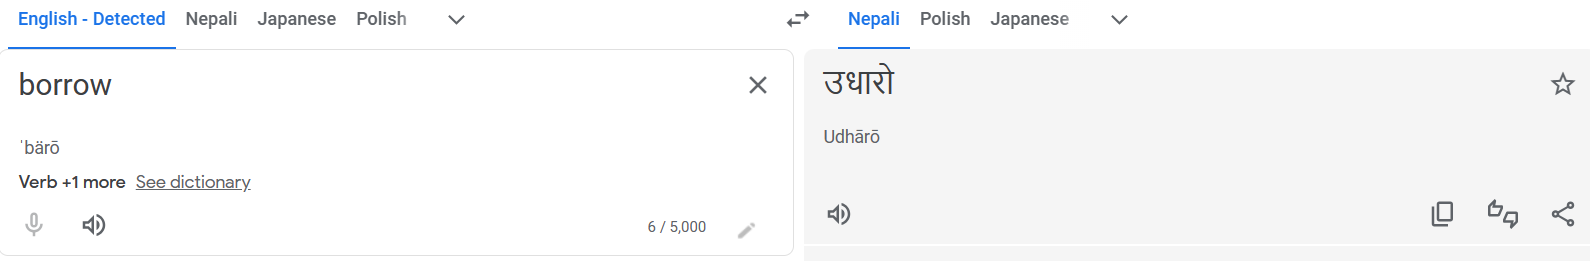 English - Detected Nepali Japanese Polish
Nepali Polish Japanese
borrow
ˈbärō
Verb +1 more See dictionary
6 / 5,000
उधारो
Udhārō